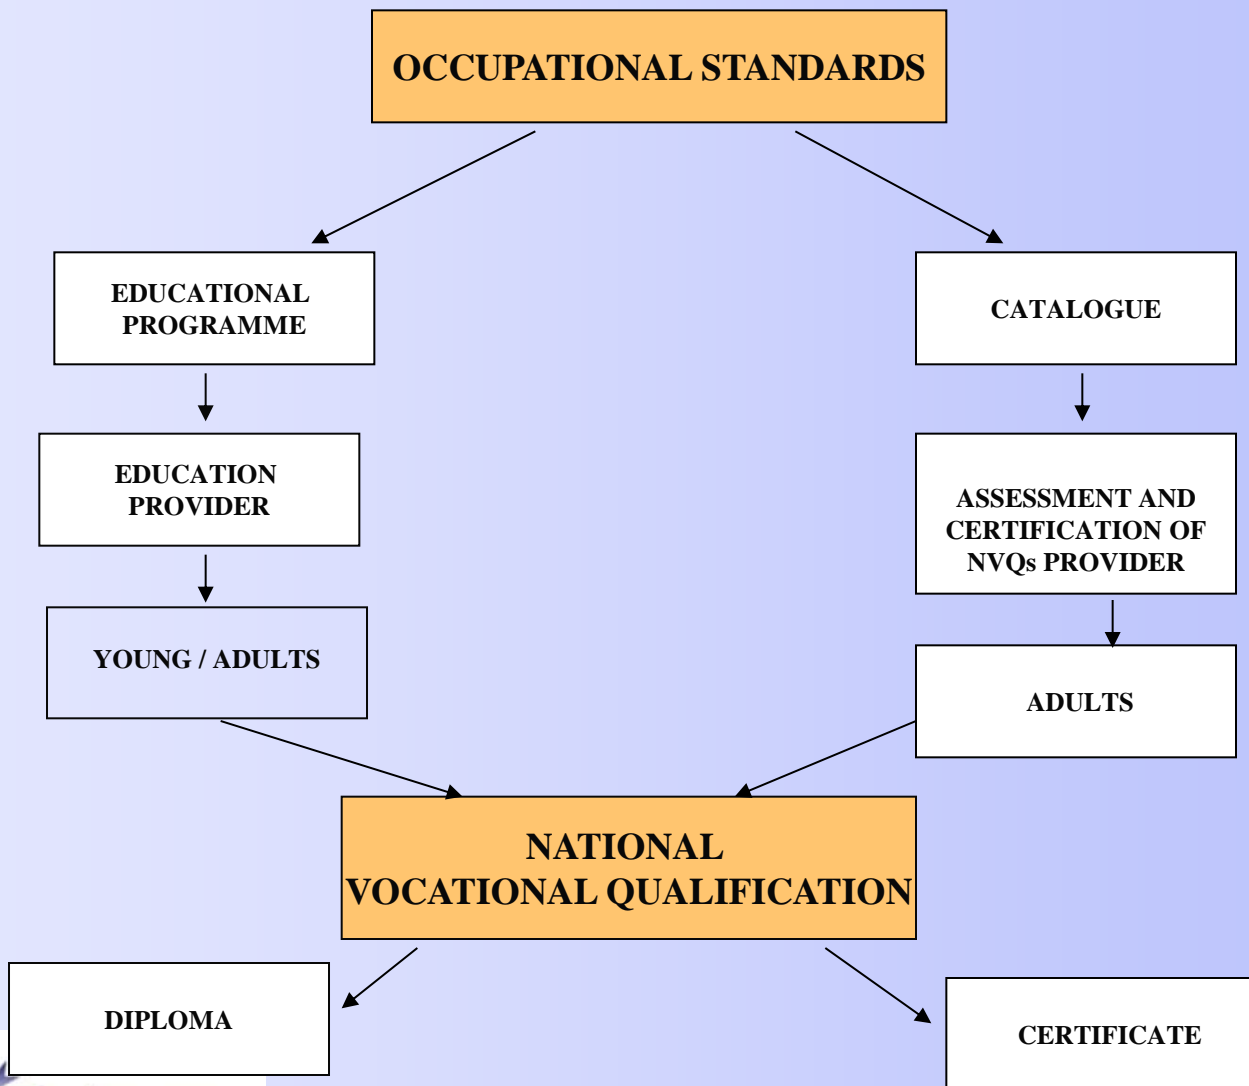 OCCUPATIONAL STANDARDS
EDUCATIONAL
PROGRAMME
CATALOGUE
EDUCATION
PROVIDER
ASSESSMENT AND
CERTIFICATION OF
NVQs PROVIDER
YOUNG / ADULTS
ADULTS
NATIONAL
VOCATIONAL QUALIFICATION
DIPLOMA
CERTIFICATE